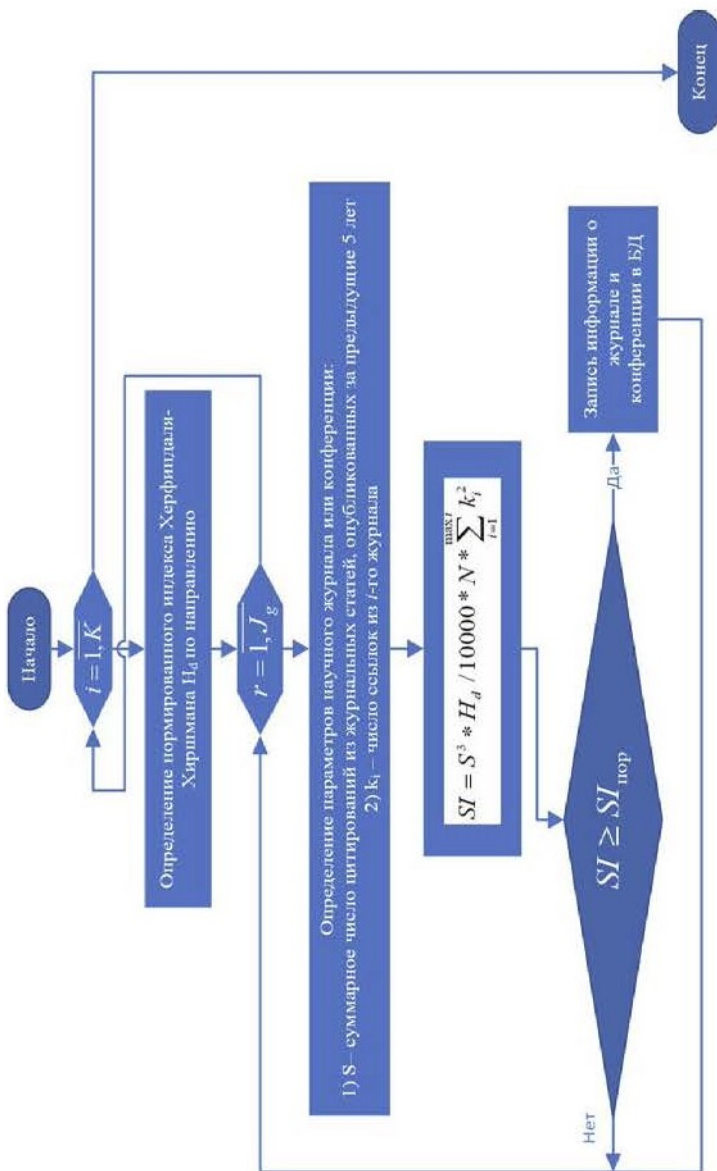 Начало
i = 1, K
Определение нормированного индекса Херфиндаля-
Хиршмана H_d по направлению
r = 1, J_g
Определение параметров научного журнала или конференции:
1) S – суммарное число цитирований из журнальных статей, опубликованных за предыдущие 5 лет
2) k_i – число ссылок из i-го журнала
SI = S^3 * H_d / 10000 * N * \sum_{i=1}^{max i} k_i^2
SI ≥ SI_пор
Нет
Да
Запись информации о
журнале и
конференции в БД
Конец